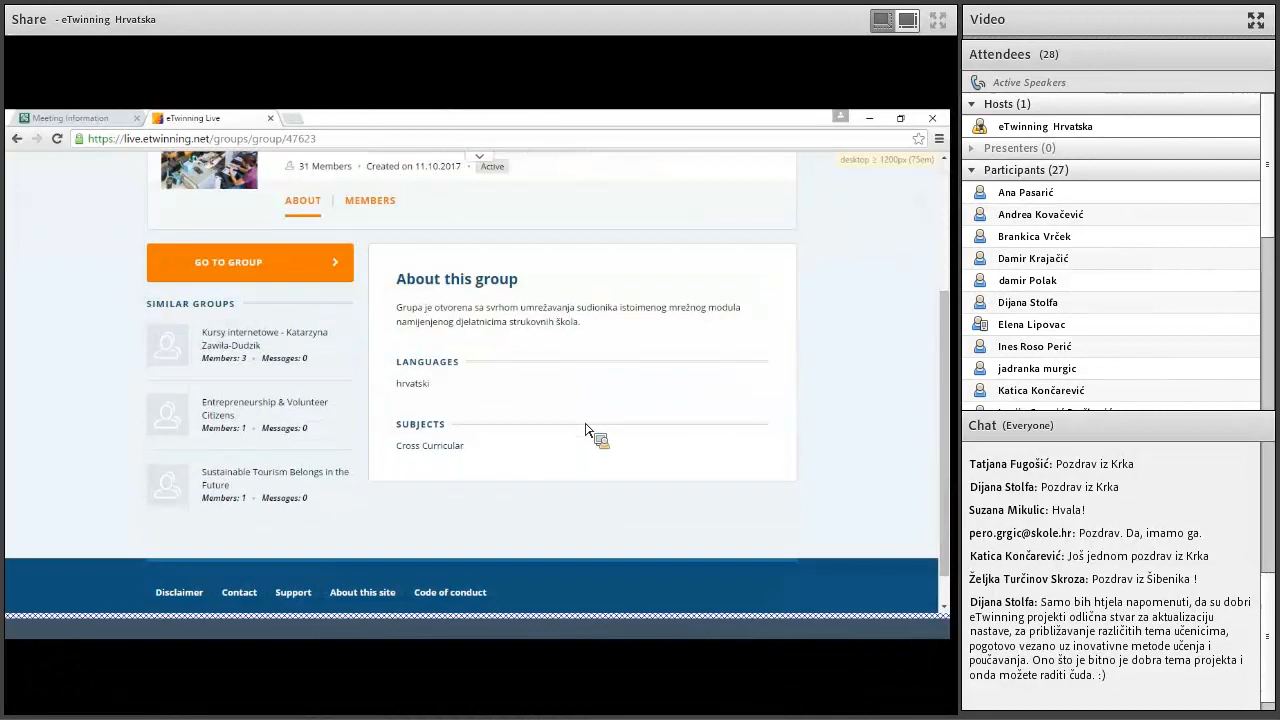 Share - eTwinning Hrvatska
Meeting Information
eTwinning Live
https://live.etwinning.net/groups/group/47623
desktop ≥ 1200px (75em)
31 Members • Created on 11.10.2017 • Active
ABOUT
MEMBERS
GO TO GROUP
SIMILAR GROUPS
Kursy internetowe - Katarzyna
Zawiła-Dudzik
Members: 3 • Messages: 0
Entrepreneurship & Volunteer
Citizens
Members: 1 • Messages: 0
Sustainable Tourism Belongs in the
Future
Members: 1 • Messages: 0
About this group
Grupa je otvorena sa svrhom umrežavanja sudionika istoimenog mrežnog modula
namijenjenog djelatnicima strukovnih škola.
LANGUAGES
hrvatski
SUBJECTS
Cross Curricular
Disclaimer
Contact
Support
About this site
Code of conduct
Video
Attendees (28)
Active Speakers
Hosts (1)
eTwinning Hrvatska
Presenters (0)
Participants (27)
Ana Pasarić
Andrea Kovačević
Brankica Vrček
Damir Krajačić
damir Polak
Dijana Stolfa
Elena Lipovac
Ines Roso Perić
jadranka murgic
Katica Končarević
Chat (Everyone)
Tatjana Fugošić: Pozdrav iz Krka
Dijana Stolfa: Pozdrav iz Krka
Suzana Mikulic: Hvala!
pero.grgic@skole.hr: Pozdrav. Da, imamo ga.
Katica Končarević: Još jednom pozdrav iz Krka
Željka Turčinov Skroza: Pozdrav iz Šibenika !
Dijana Stolfa: Samo bih htjela napomenuti, da su dobri
eTwinning projekti odlična stvar za aktualizaciju
nastave, za približavanje različitih tema učenicima,
pogotovo vezano uz inovativne metode učenja i
poučavanja. Ono što je bitno je dobra tema projekta i
onda možete raditi čuda. :)